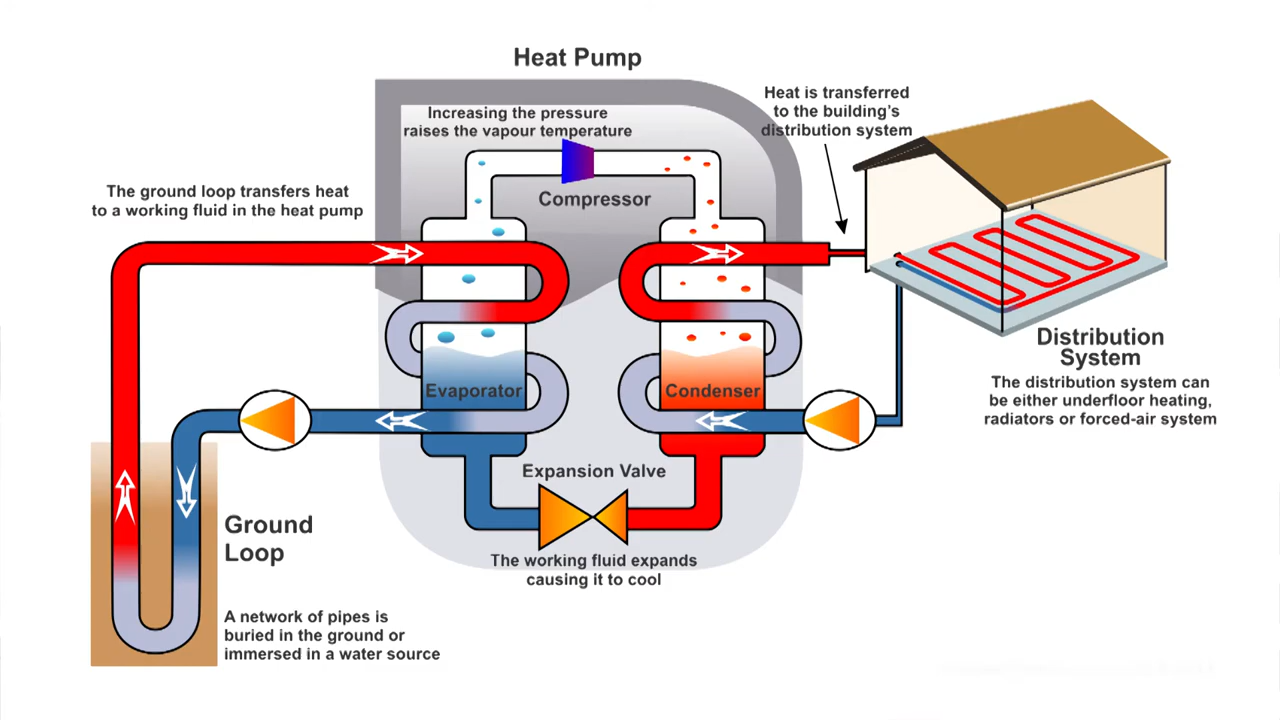 Heat Pump
Increasing the pressure
raises the vapour temperature
Heat is transferred
to the building's
distribution system
The ground loop transfers heat
to a working fluid in the heat pump
Compressor
Evaporator
Condenser
Distribution
System
The distribution system can
be either underfloor heating,
radiators or forced-air system
Expansion Valve
The working fluid expands
causing it to cool
Ground
Loop
A network of pipes is
buried in the ground or
immersed in a water source